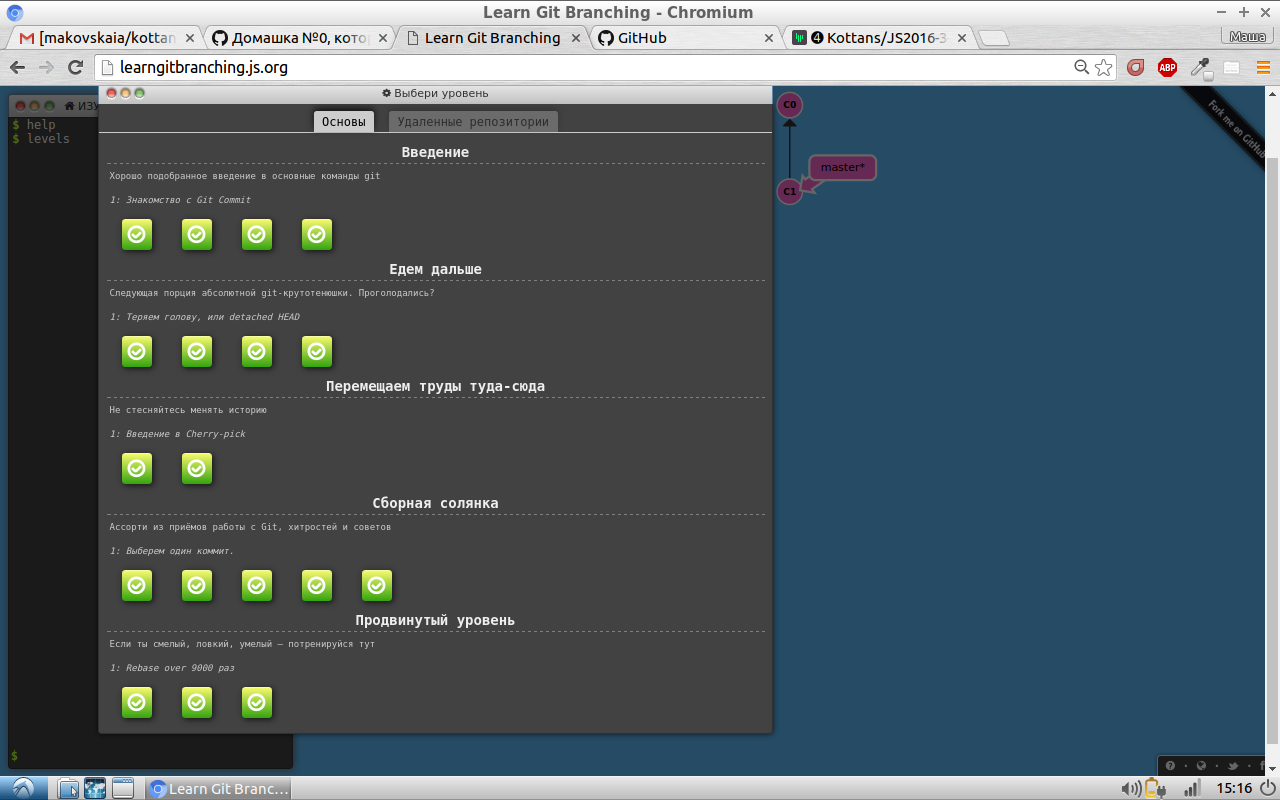 Learn Git Branching - Chromium
[makovskaia/kottan
Домашка №0, кото
Learn Git Branching
GitHub
4 Kottans/JS2016-3
Маша
learngitbranching.js.org
ABP
ИЗУ
$ help
$ levels
$
Выбери уровень
Основы
Удаленные репозитории
Введение
Хорошо подобранное введение в основные команды git
1: Знакомство с Git Commit
Едем дальше
Следующая порция абсолютной git-крутотенюшки. Проголодались?
1: Теряем голову, или detached HEAD
Перемещаем труды туда-сюда
Не стесняйтесь менять историю
1: Введение в Cherry-pick
Сборная солянка
Ассорти из приёмов работы с Git, хитростей и советов
1: Выберем один коммит.
Продвинутый уровень
Если ты смелый, ловкий, умелый — потренируйся тут
1: Rebase over 9000 раз
C0
master*
C1
Fork me on GitHub
Learn Git Branc...
15:16